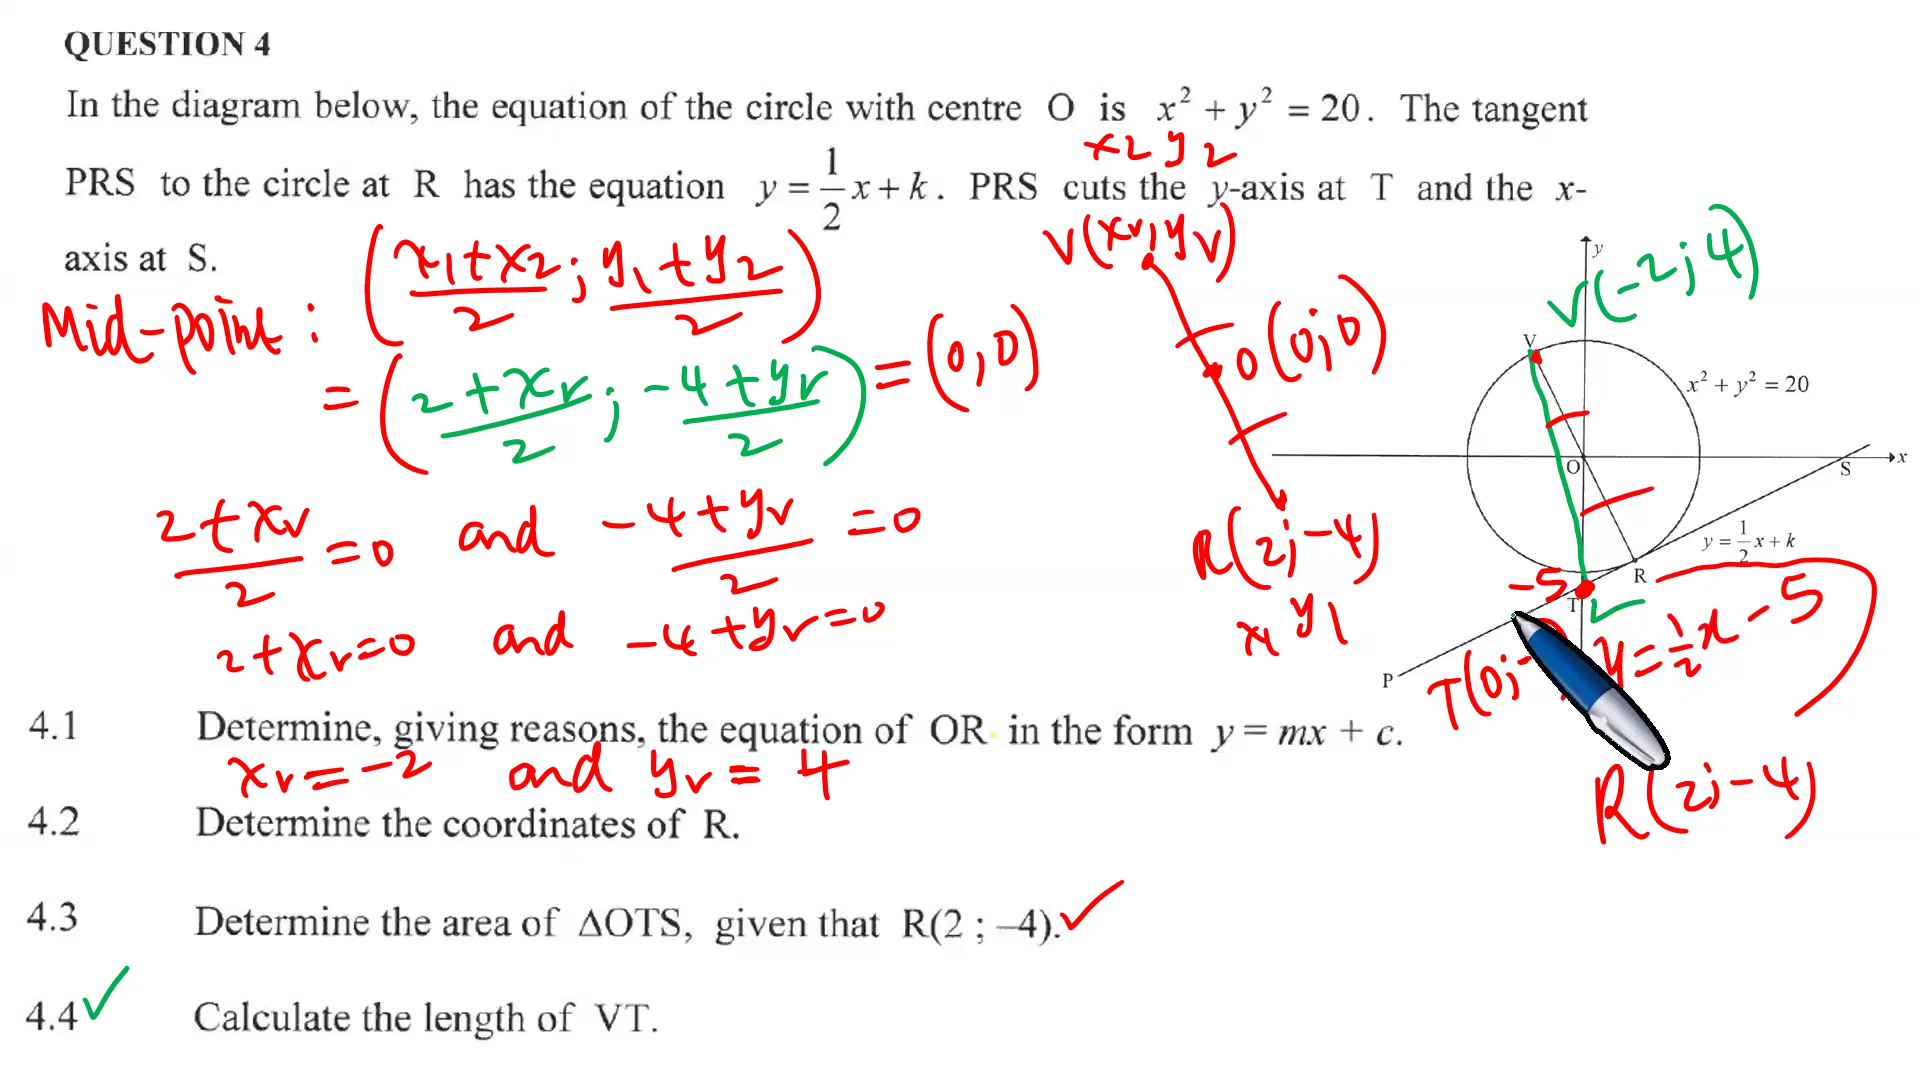 QUESTION 4
In the diagram below, the equation of the circle with centre O is x² + y² = 20. The tangent
x2 y2
PRS to the circle at R has the equation y = 1/2 x + k. PRS cuts the y-axis at T and the x-
axis at S.
Mid-point: (x1+x2/2 ; y1+y2/2)
= (2+xv/2 ; -4+yv/2) = (0,0)
2+xv/2 = 0 and -4+yv/2 = 0
2+xv=0 and -4+yv=0
V(xv;yv)
O(0;0)
R(2;-4)
x1 y1
y
V(-2;4)
V
x² + y² = 20
O
S
x
y = 1/2 x + k
R
-5
T
P
T(0;-
y = 1/2 x - 5
R(2;-4)
4.1 Determine, giving reasons, the equation of OR in the form y = mx + c.
xv = -2 and yv = 4
4.2 Determine the coordinates of R.
4.3 Determine the area of ΔOTS, given that R(2 ; –4).
4.4 Calculate the length of VT.